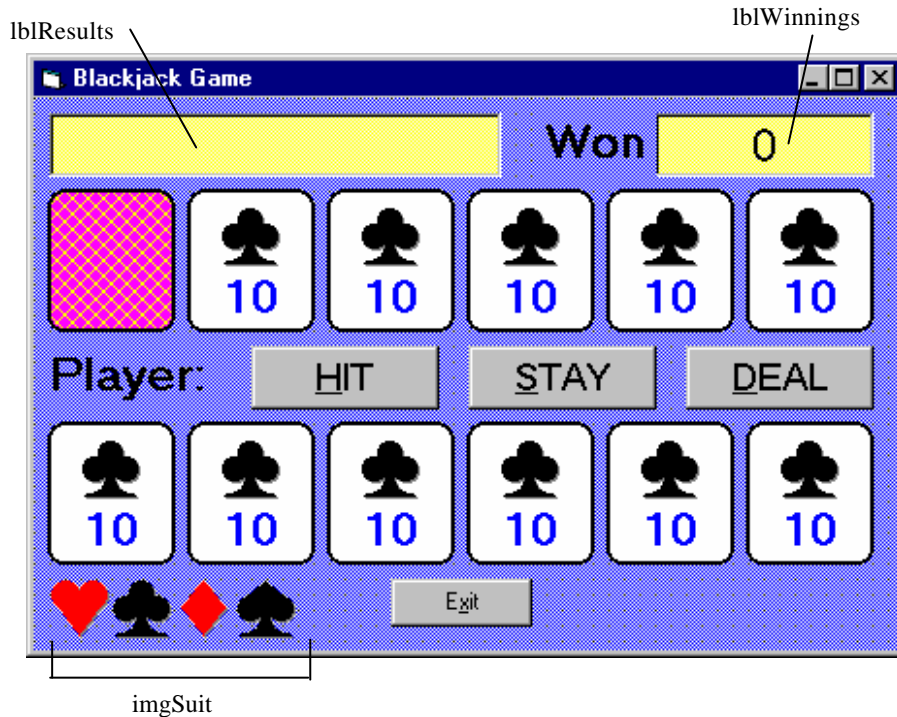 lblResults
lblWinnings
Blackjack Game
Won 0
10 10 10 10 10
Player: HIT STAY DEAL
10 10 10 10 10 10
Exit
imgSuit